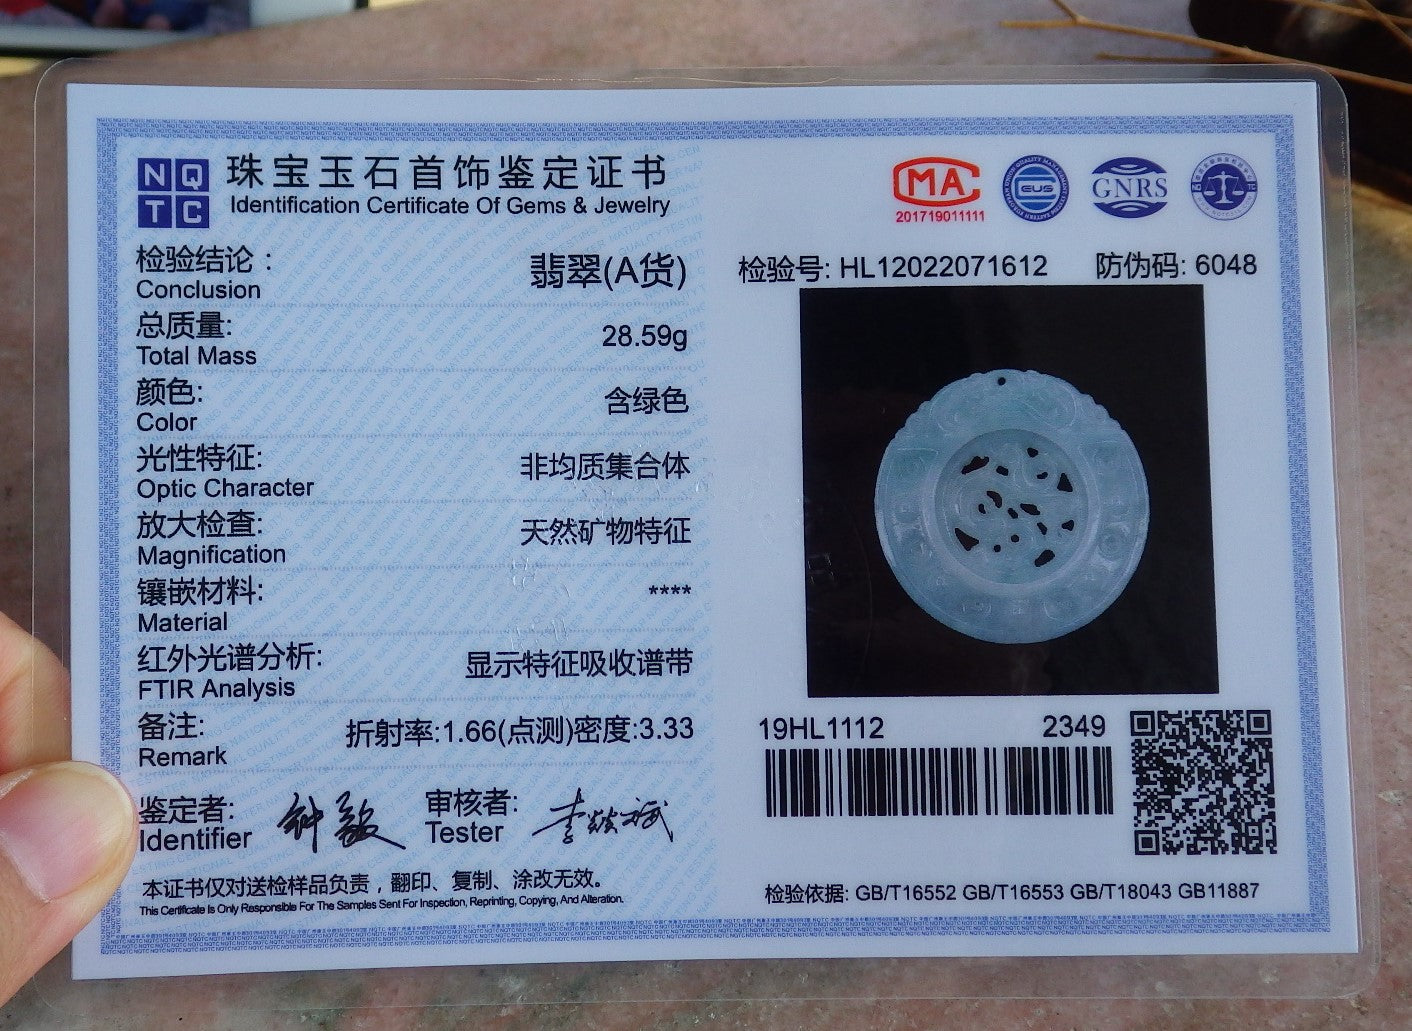 NQ
TC
珠宝玉石首饰鉴定证书
Identification Certificate Of Gems & Jewelry
检验结论： 翡翠(A货)
Conclusion
总质量: 28.59g
Total Mass
颜色: 含绿色
Color
光性特征: 非均质集合体
Optic Character
放大检查: 天然矿物特征
Magnification
镶嵌材料: ****
Material
红外光谱分析: 显示特征吸收谱带
FTIR Analysis
备注: 折射率:1.66(点测)密度:3.33
Remark
鉴定者: 审核者:
Identifier Tester
本证书仅对送检样品负责，翻印、复制、涂改无效。
This Certificate Is Only Responsible For The Samples Sent For Inspection, Reprinting, Copying, And Alteration.
MA
201719011111
CEUS
GNRS
检验号: HL12022071612 防伪码: 6048
19HL1112 2349
检验依据: GB/T16552 GB/T16553 GB/T18043 GB11887